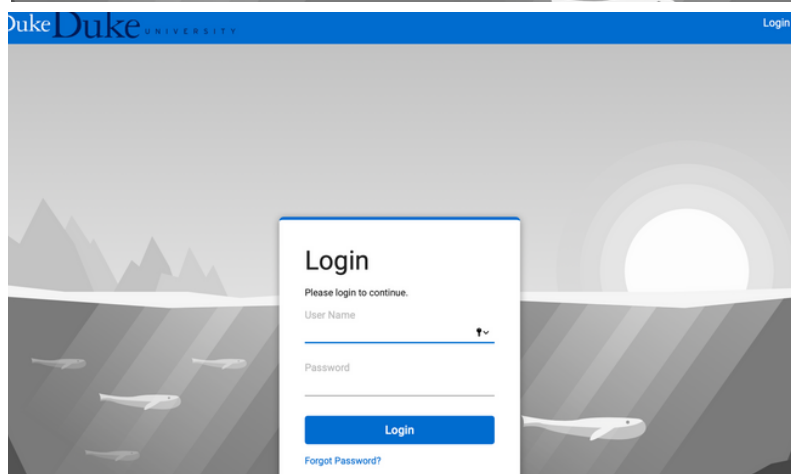 Duke Duke UNIVERSITY
Login
Login
Please login to continue.
User Name
Password
Login
Forgot Password?